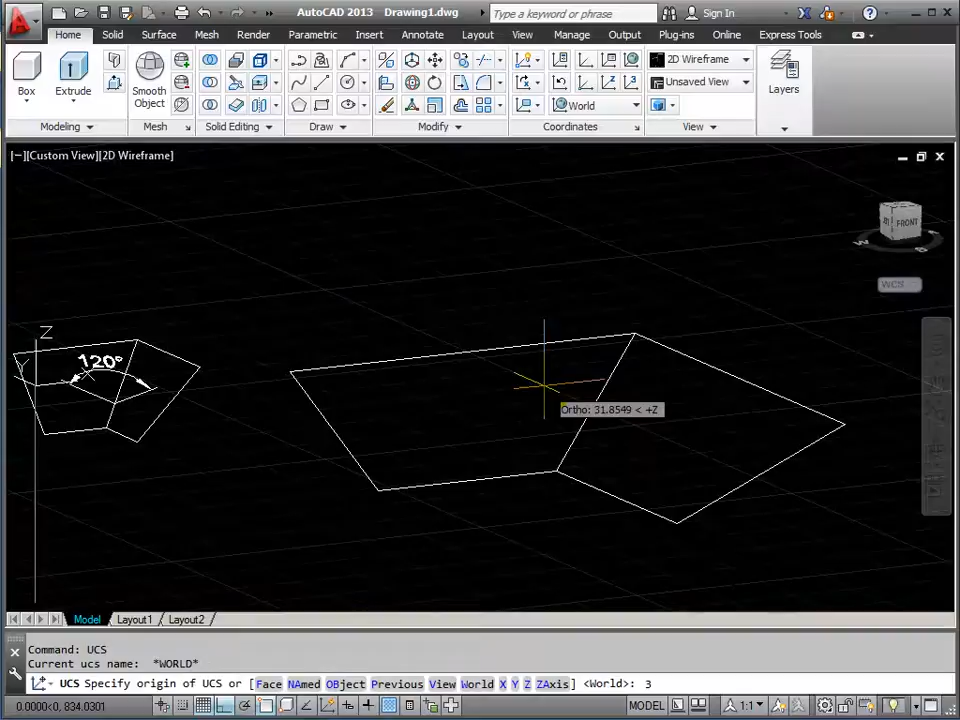 AutoCAD 2013 Drawing1.dwg Type a keyword or phrase Sign In
Home Solid Surface Mesh Render Parametric Insert Annotate Layout View Manage Output Plug-ins Online Express Tools
Box Extrude Smooth Object
2D Wireframe
Unsaved View
World
Layers
Modeling Mesh Solid Editing Draw Modify Coordinates View
[−][Custom View][2D Wireframe]
FRONT
W S
WCS
Z
Y
120°
Ortho: 31.8549 < +Z
Model Layout1 Layout2
Command: UCS
Current ucs name: *WORLD*
UCS Specify origin of UCS or [Face NAmed OBject Previous View World X Y Z ZAxis] <World>: 3
0.0000<0, 834.0301 MODEL 1:1